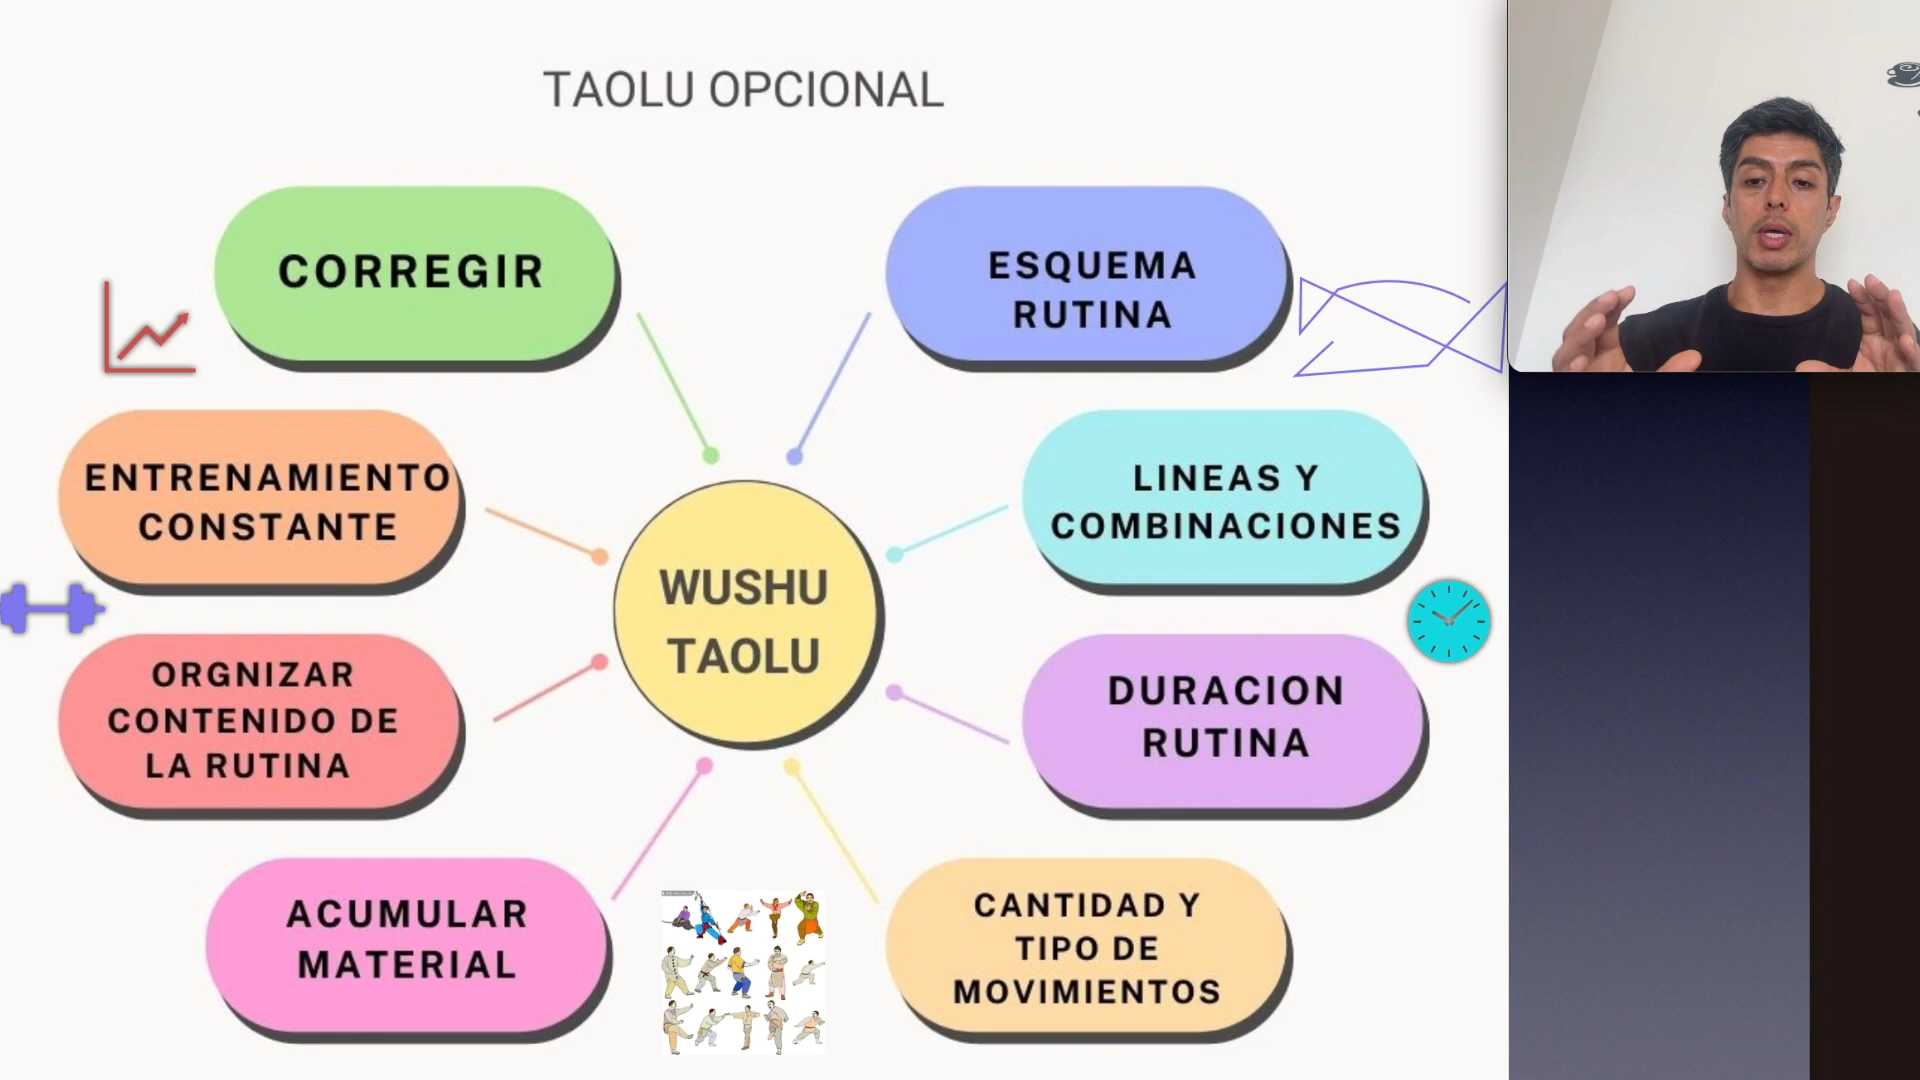 TAOLU OPCIONAL
CORREGIR
ESQUEMA
RUTINA
ENTRENAMIENTO
CONSTANTE
LINEAS Y
COMBINACIONES
WUSHU
TAOLU
ORGNIZAR
CONTENIDO DE
LA RUTINA
DURACION
RUTINA
ACUMULAR
MATERIAL
CANTIDAD Y
TIPO DE
MOVIMIENTOS